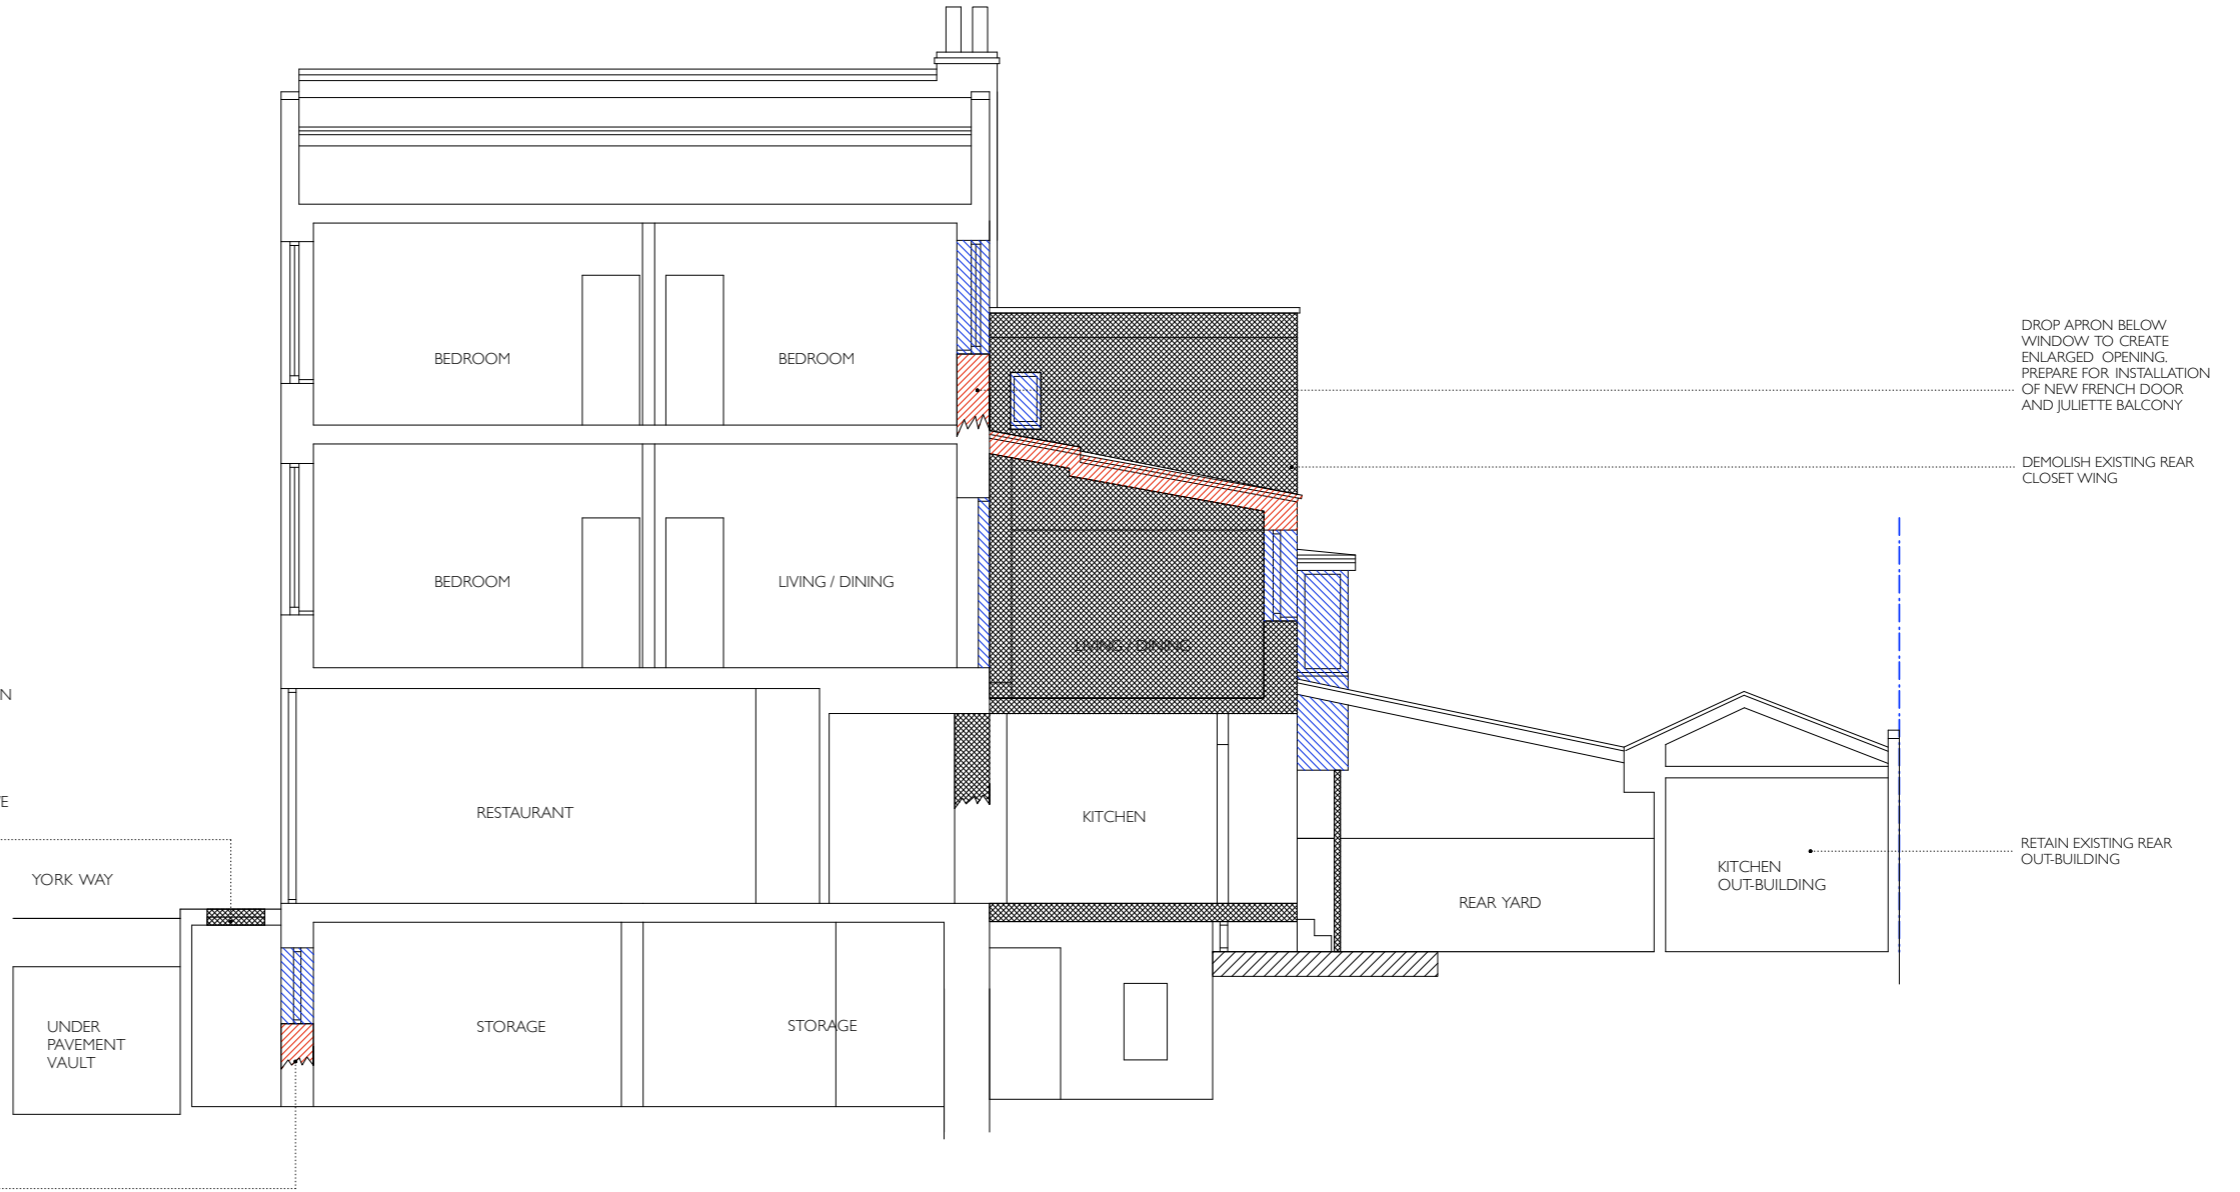 DROP APRON BELOW
WINDOW TO CREATE
ENLARGED OPENING.
PREPARE FOR INSTALLATION
OF NEW FRENCH DOOR
AND JULIETTE BALCONY
BEDROOM
BEDROOM
DEMOLISH EXISTING REAR
CLOSET WING
BEDROOM
LIVING / DINING
LIVING / DINING
N
E
RESTAURANT
KITCHEN
YORK WAY
KITCHEN
OUT-BUILDING
REAR YARD
RETAIN EXISTING REAR
OUT-BUILDING
UNDER
PAVEMENT
VAULT
STORAGE
STORAGE